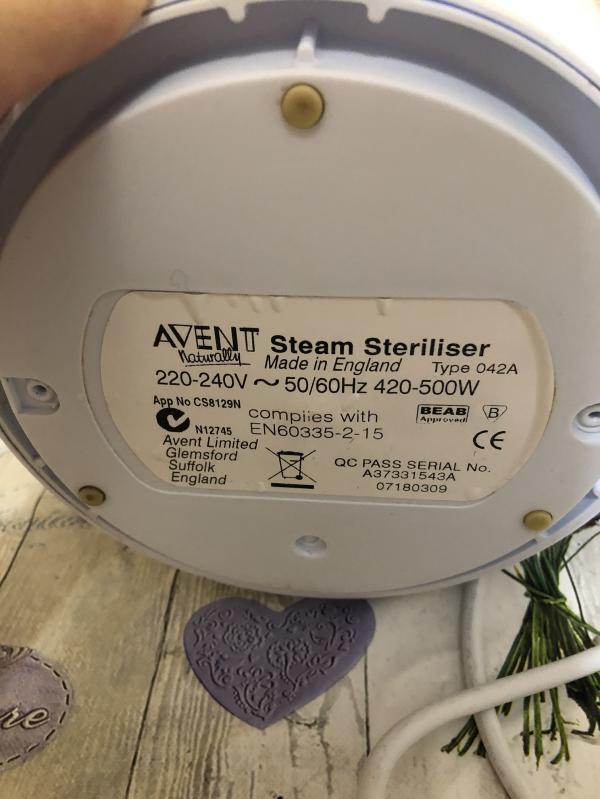 AVENT Steam Steriliser
Naturally Made in England Type 042A
220-240V ~ 50/60Hz 420-500W
App No CS8129N
N12745
complies with
EN60335-2-15
BEAB
Approved
B
CE
Avent Limited
Glemsford
Suffolk
England
QC PASS SERIAL No.
A37331543A
07180309
re